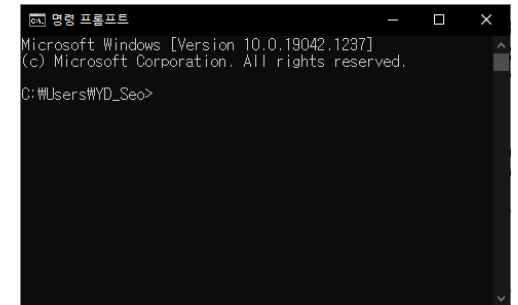 명령 프롬프트
Microsoft Windows [Version 10.0.19042.1237]
(c) Microsoft Corporation. All rights reserved.
C:₩Users₩YD_Seo>